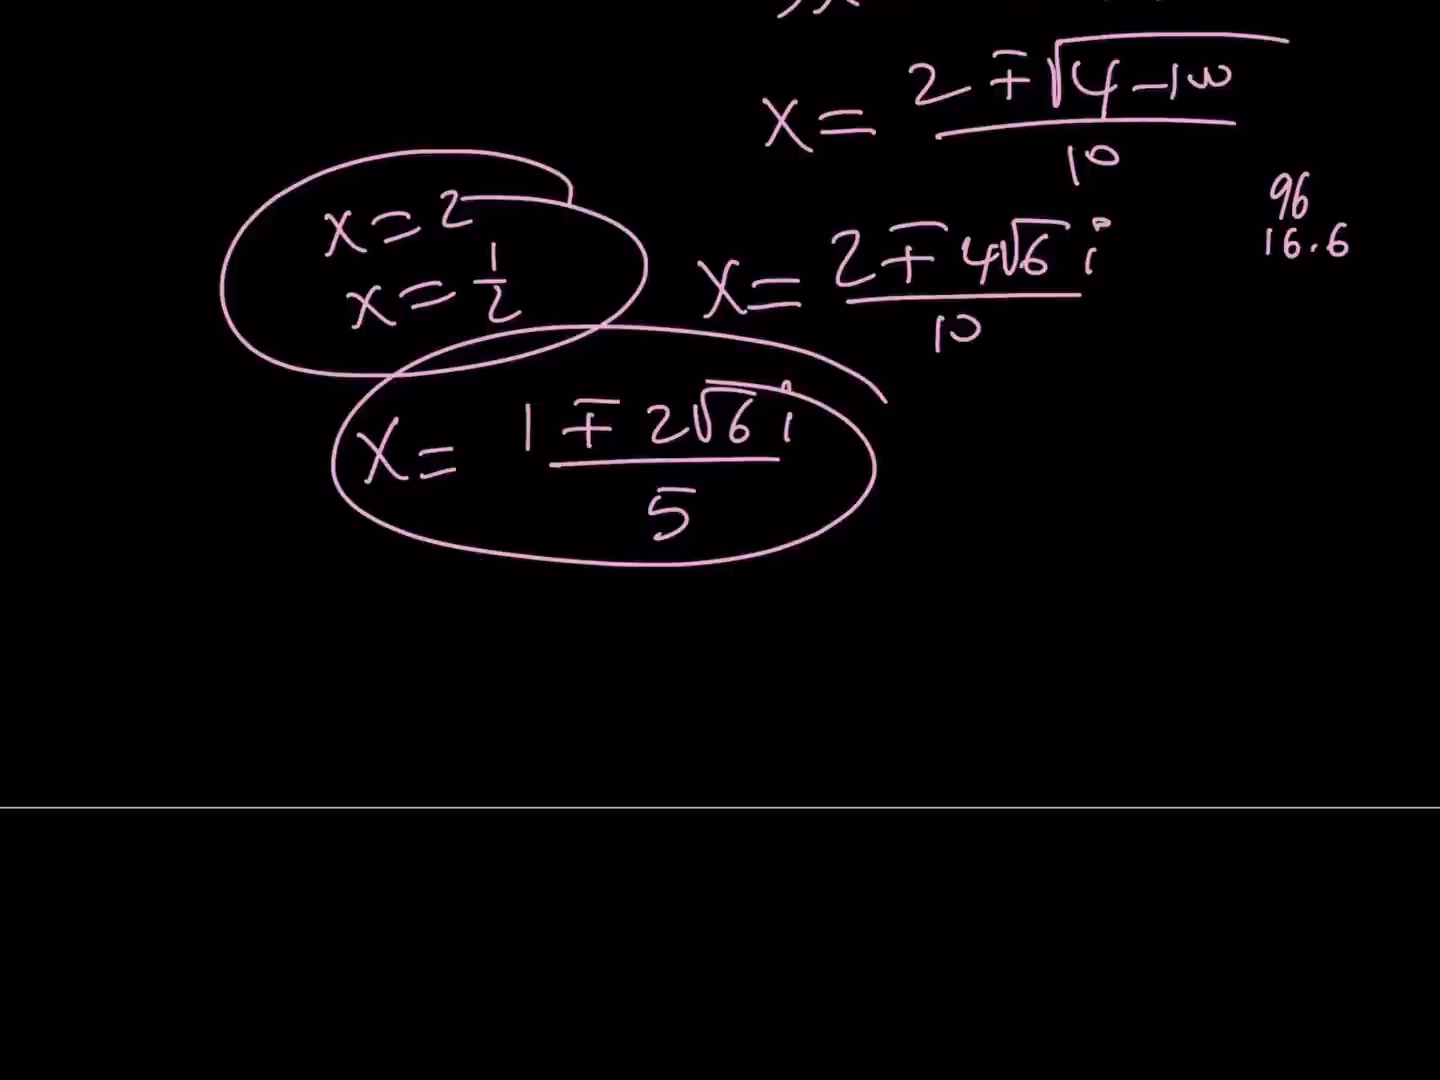 x = (2 ∓ √(4 − 100)) / 10
96
16.6
x = 2
x = 1/2
x = (2 ∓ 4√6 i) / 10
x = (1 ∓ 2√6 i) / 5